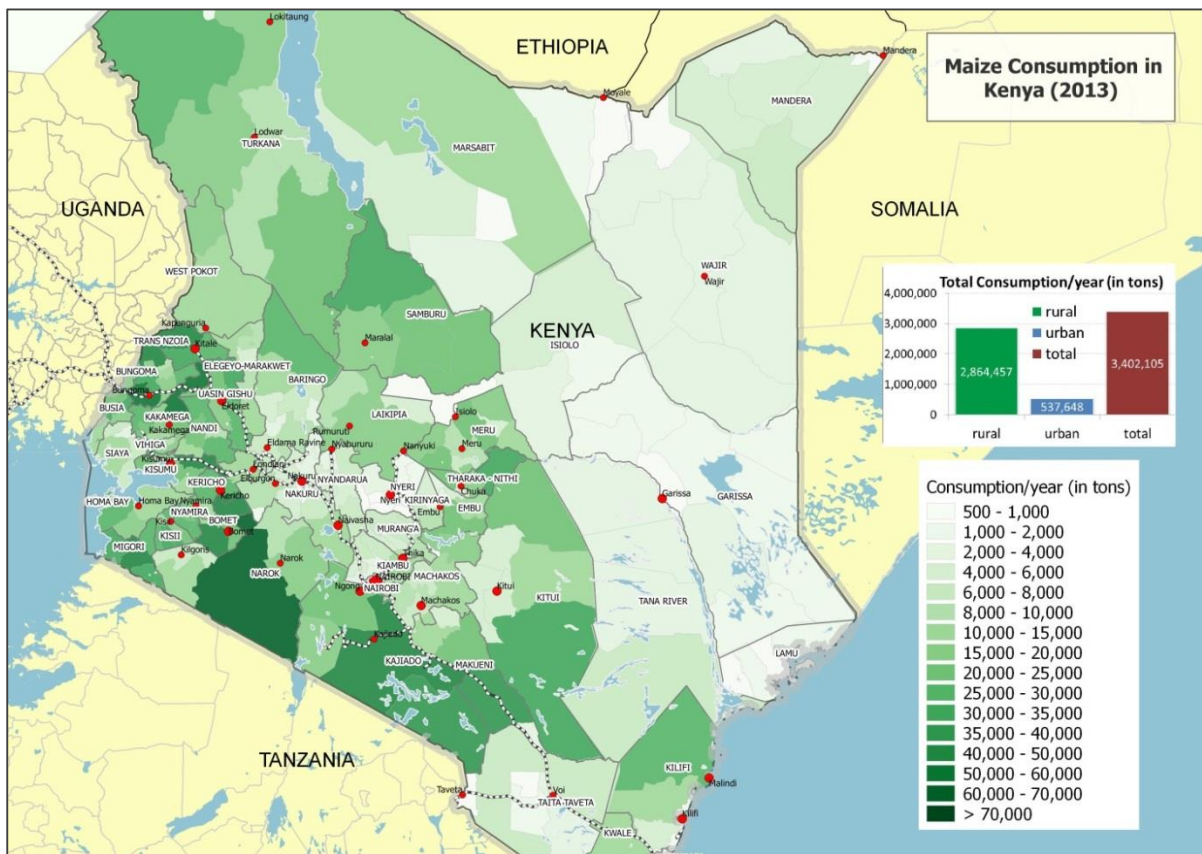 Lokitaung
ETHIOPIA
Maize Consumption in
Kenya (2013)
Mandera
Moyale
MANDERA
Lodwar
TURKANA
MARSABIT
UGANDA
SOMALIA
WEST POKOT
WAJIR
Wajir
Total Consumption/year (in tons)
4,000,000
3,000,000
2,000,000
1,000,000
0
rural
urban
total
2,864,457
537,648
3,402,105
rural
urban
total
SAMBURU
KENYA
ISIOLO
Kapenguria
TRANS NZOIA
Kitale
Maralal
ELEGEYO-MARAKWET
BUNGOMA
BARINGO
Bungoma
UASIN GISHU
Eldoret
BUSIA
KAKAMEGA
Kakamega
NANDI
LAIKIPIA
Isiolo
Rumuruti
MERU
VIHIGA
Eldama Ravine
Nyahururu
Nanyuki
Meru
SIAYA
Kisumu
KISUMU
Londiani
KERICHO
Elburgon
Nakuru
NYANDARUA
NYERI
THARAKA - NITHI
Kericho
NAKURU
Nyeri
KIRINYAGA
Chuka
Garissa
GARISSA
HOMA BAY
Homa Bay
Nyamira
NYAMIRA
BOMET
Embu
EMBU
Kisii
KISII
Bomet
Naivasha
MURANG'A
MIGORI
Kilgoris
Narok
NAROK
Thika
KIAMBU
NAIROBI
MACHAKOS
Ngong
NAIROBI
Machakos
Kitui
KITUI
TANA RIVER
LAMU
KAJIADO
MAKUENI
TANZANIA
KILIFI
Malindi
Taveta
Voi
TAITA-TAVETA
Kilifi
KWALE
Consumption/year (in tons)
500 - 1,000
1,000 - 2,000
2,000 - 4,000
4,000 - 6,000
6,000 - 8,000
8,000 - 10,000
10,000 - 15,000
15,000 - 20,000
20,000 - 25,000
25,000 - 30,000
30,000 - 35,000
35,000 - 40,000
40,000 - 50,000
50,000 - 60,000
60,000 - 70,000
> 70,000